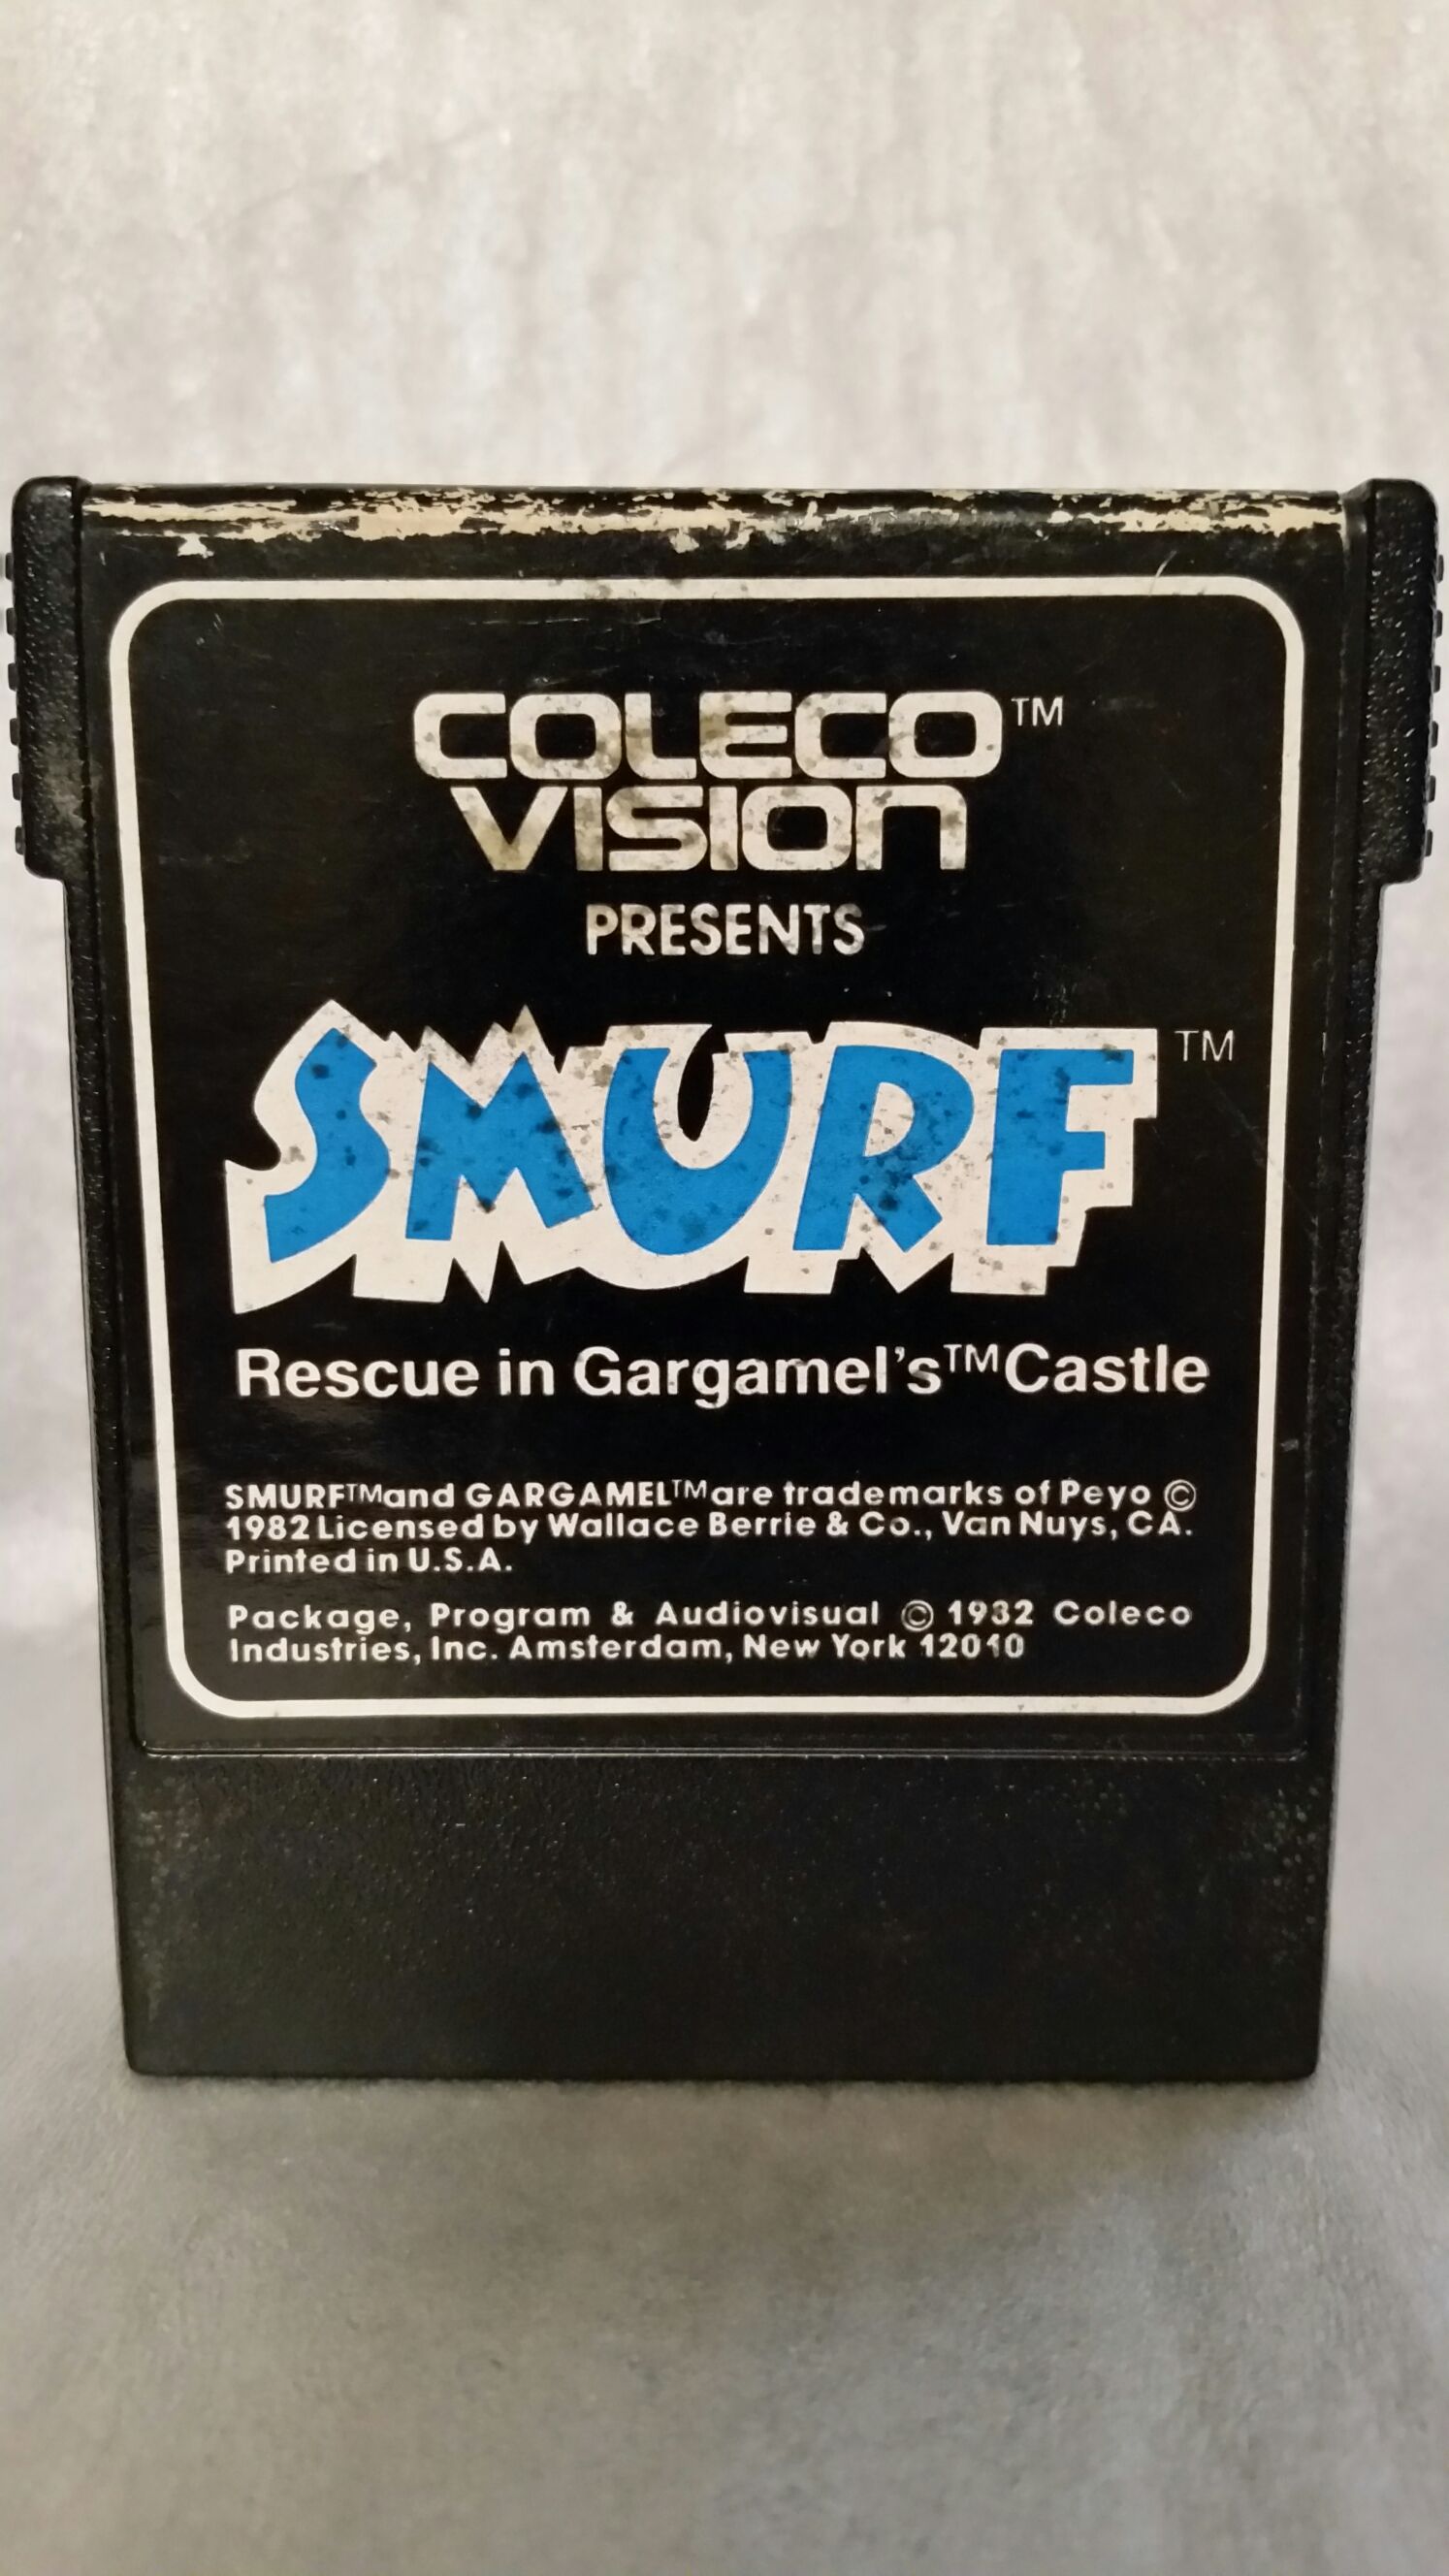 COLECO™
VISION
PRESENTS
SMURF™
Rescue in Gargamel's™Castle
SMURF™and GARGAMEL™are trademarks of Peyo ©
1982 Licensed by Wallace Berrie & Co., Van Nuys, CA.
Printed in U.S.A.
Package, Program & Audiovisual © 1982 Coleco
Industries, Inc. Amsterdam, New York 12010